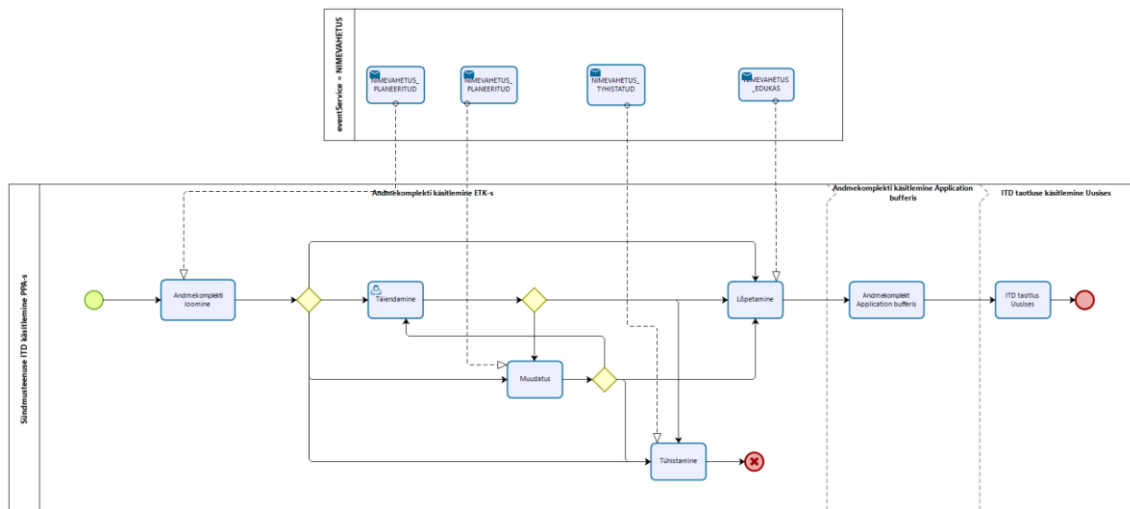 eventService = NIMEVAHETUS
NIMEVAHETUS_
PLANEERITUD
NIMEVAHETUS_
PLANEERITUD
NIMEVAHETUS_
TYHISTATUD
NIMEVAHETUS
_EDUKAS
Sündmusteenuse ITD käsitlemine PPA-s
Andmekomplekti käsitlemine ETK-s
Andmekomplekti käsitlemine Application
bufferis
ITD taotluse käsitlemine Uusises
Andmekomplekti
loomine
Täiendamine
Lõpetamine
Andmekomplekt
Application bufferis
ITD taotlus
Uusises
Muudatus
Tühistamine